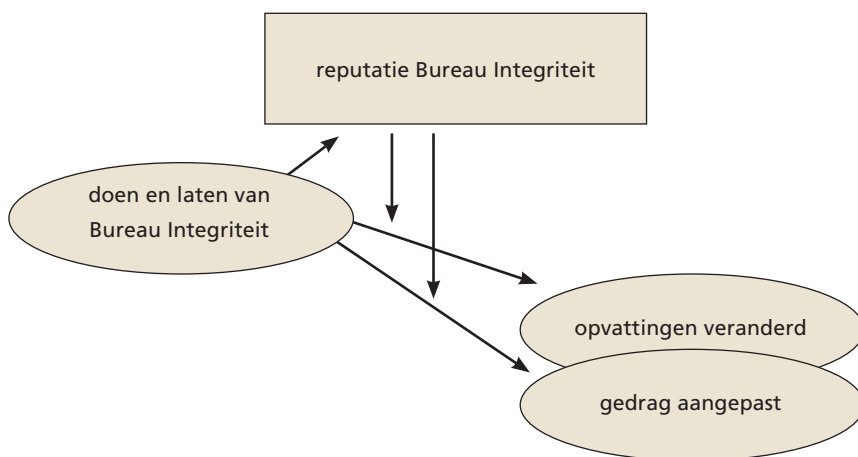 reputatie Bureau Integriteit
doen en laten van
Bureau Integriteit
opvattingen veranderd
gedrag aangepast